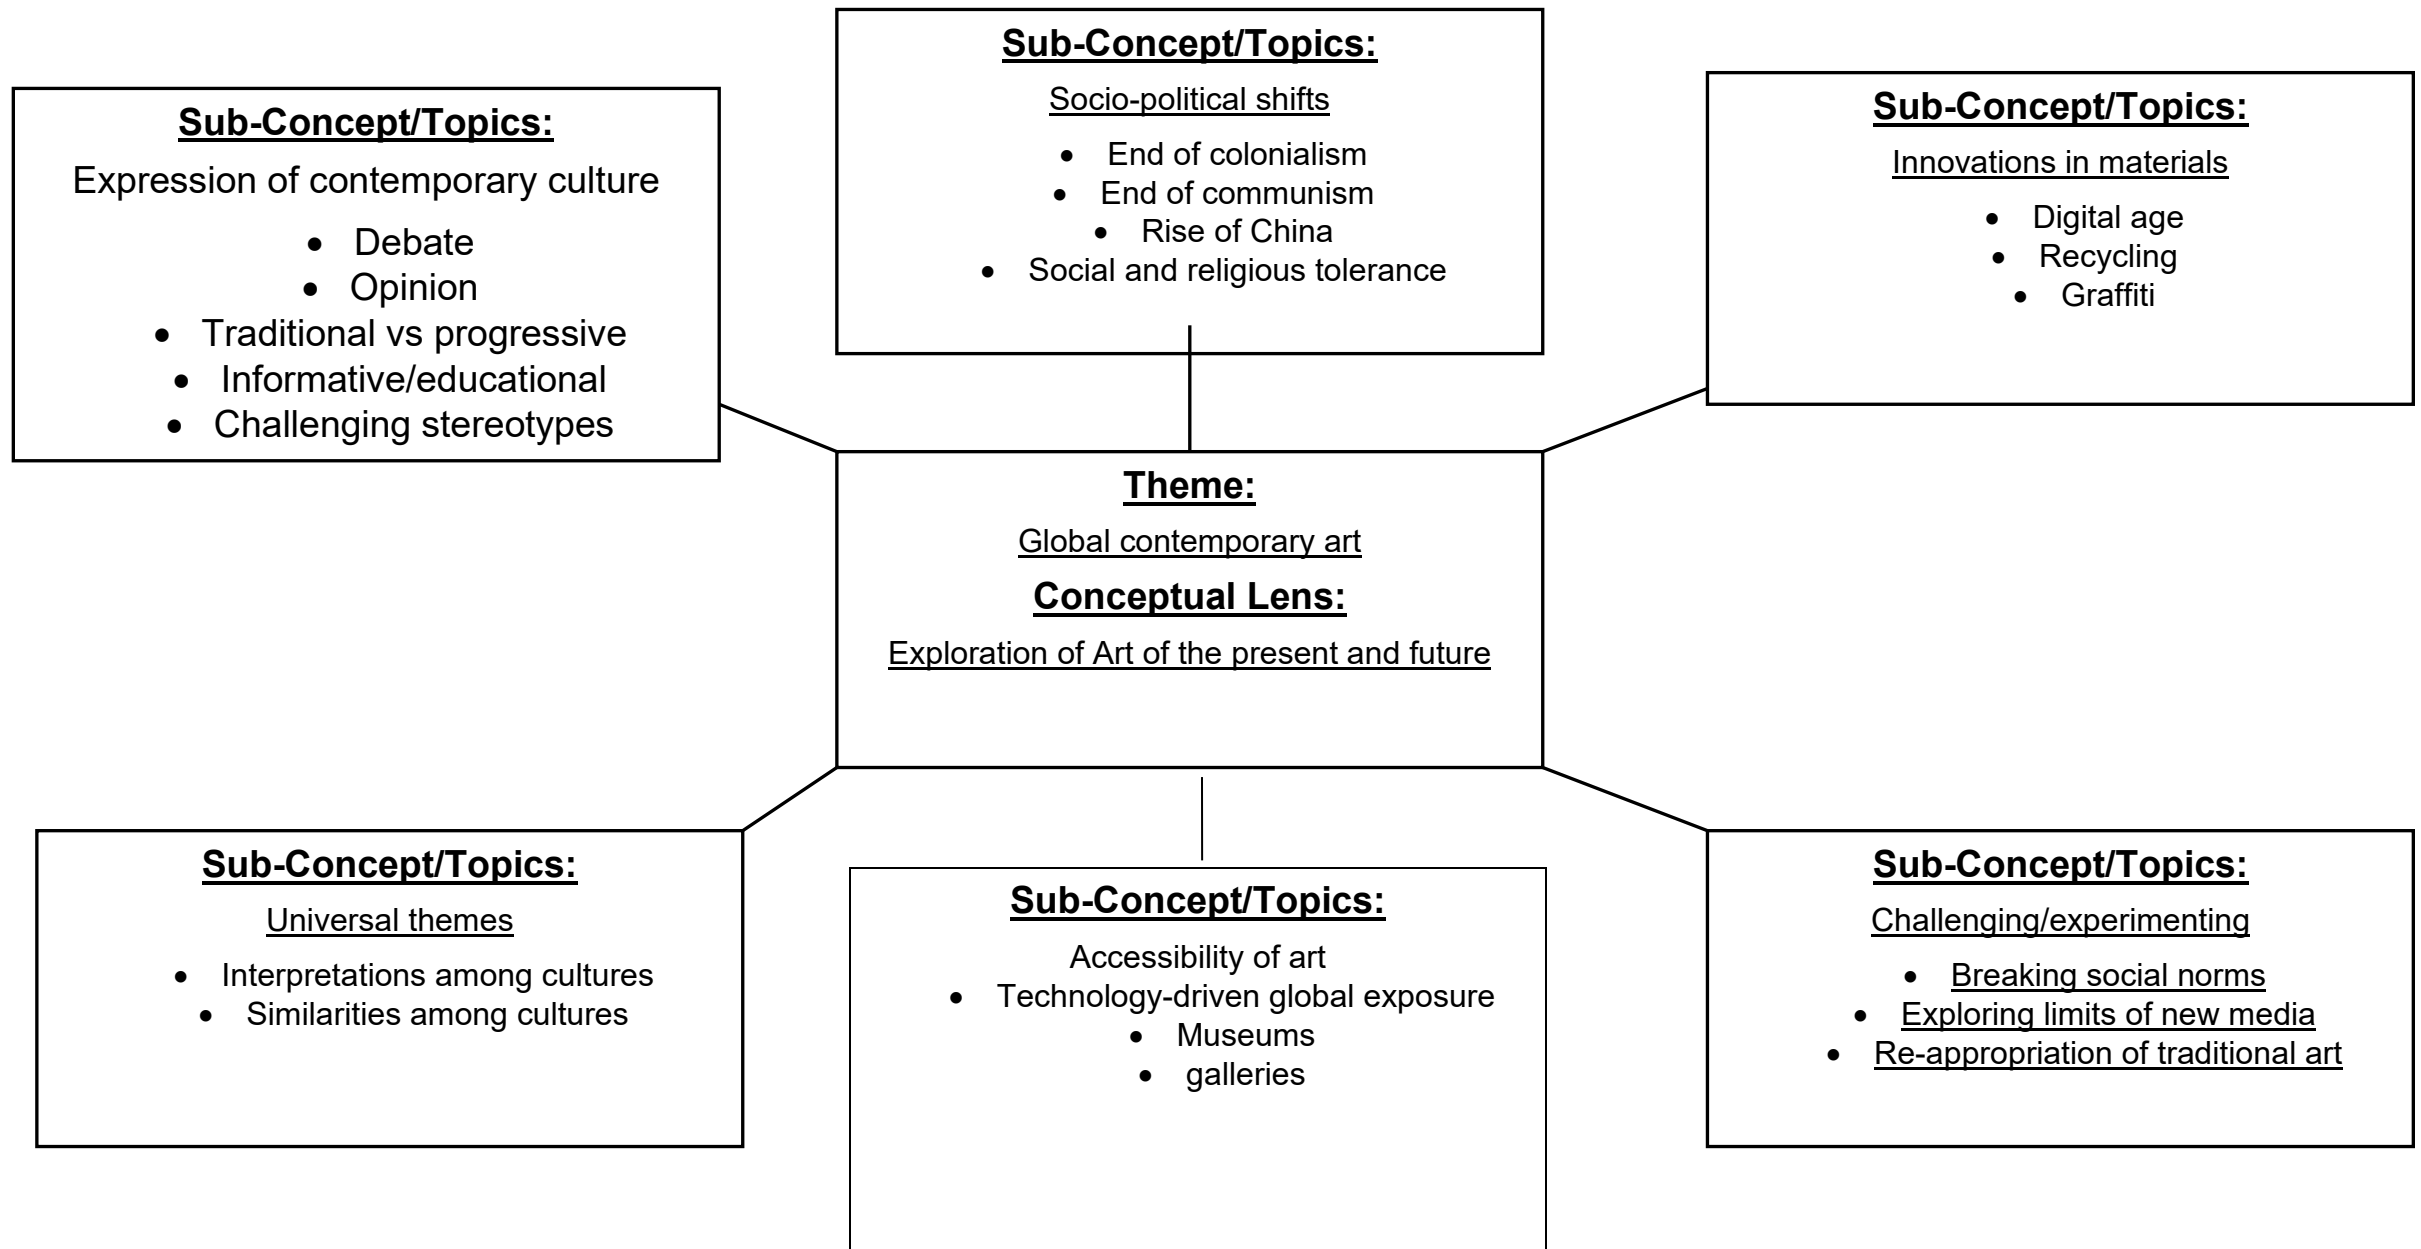 Sub-Concept/Topics:
Expression of contemporary culture
• Debate
• Opinion
• Traditional vs progressive
• Informative/educational
• Challenging stereotypes
Sub-Concept/Topics:
Socio-political shifts
• End of colonialism
• End of communism
• Rise of China
• Social and religious tolerance
Sub-Concept/Topics:
Innovations in materials
• Digital age
• Recycling
• Graffiti
Theme:
Global contemporary art
Conceptual Lens:
Exploration of Art of the present and future
Sub-Concept/Topics:
Universal themes
• Interpretations among cultures
• Similarities among cultures
Sub-Concept/Topics:
Accessibility of art
• Technology-driven global exposure
• Museums
• galleries
Sub-Concept/Topics:
Challenging/experimenting
• Breaking social norms
• Exploring limits of new media
• Re-appropriation of traditional art